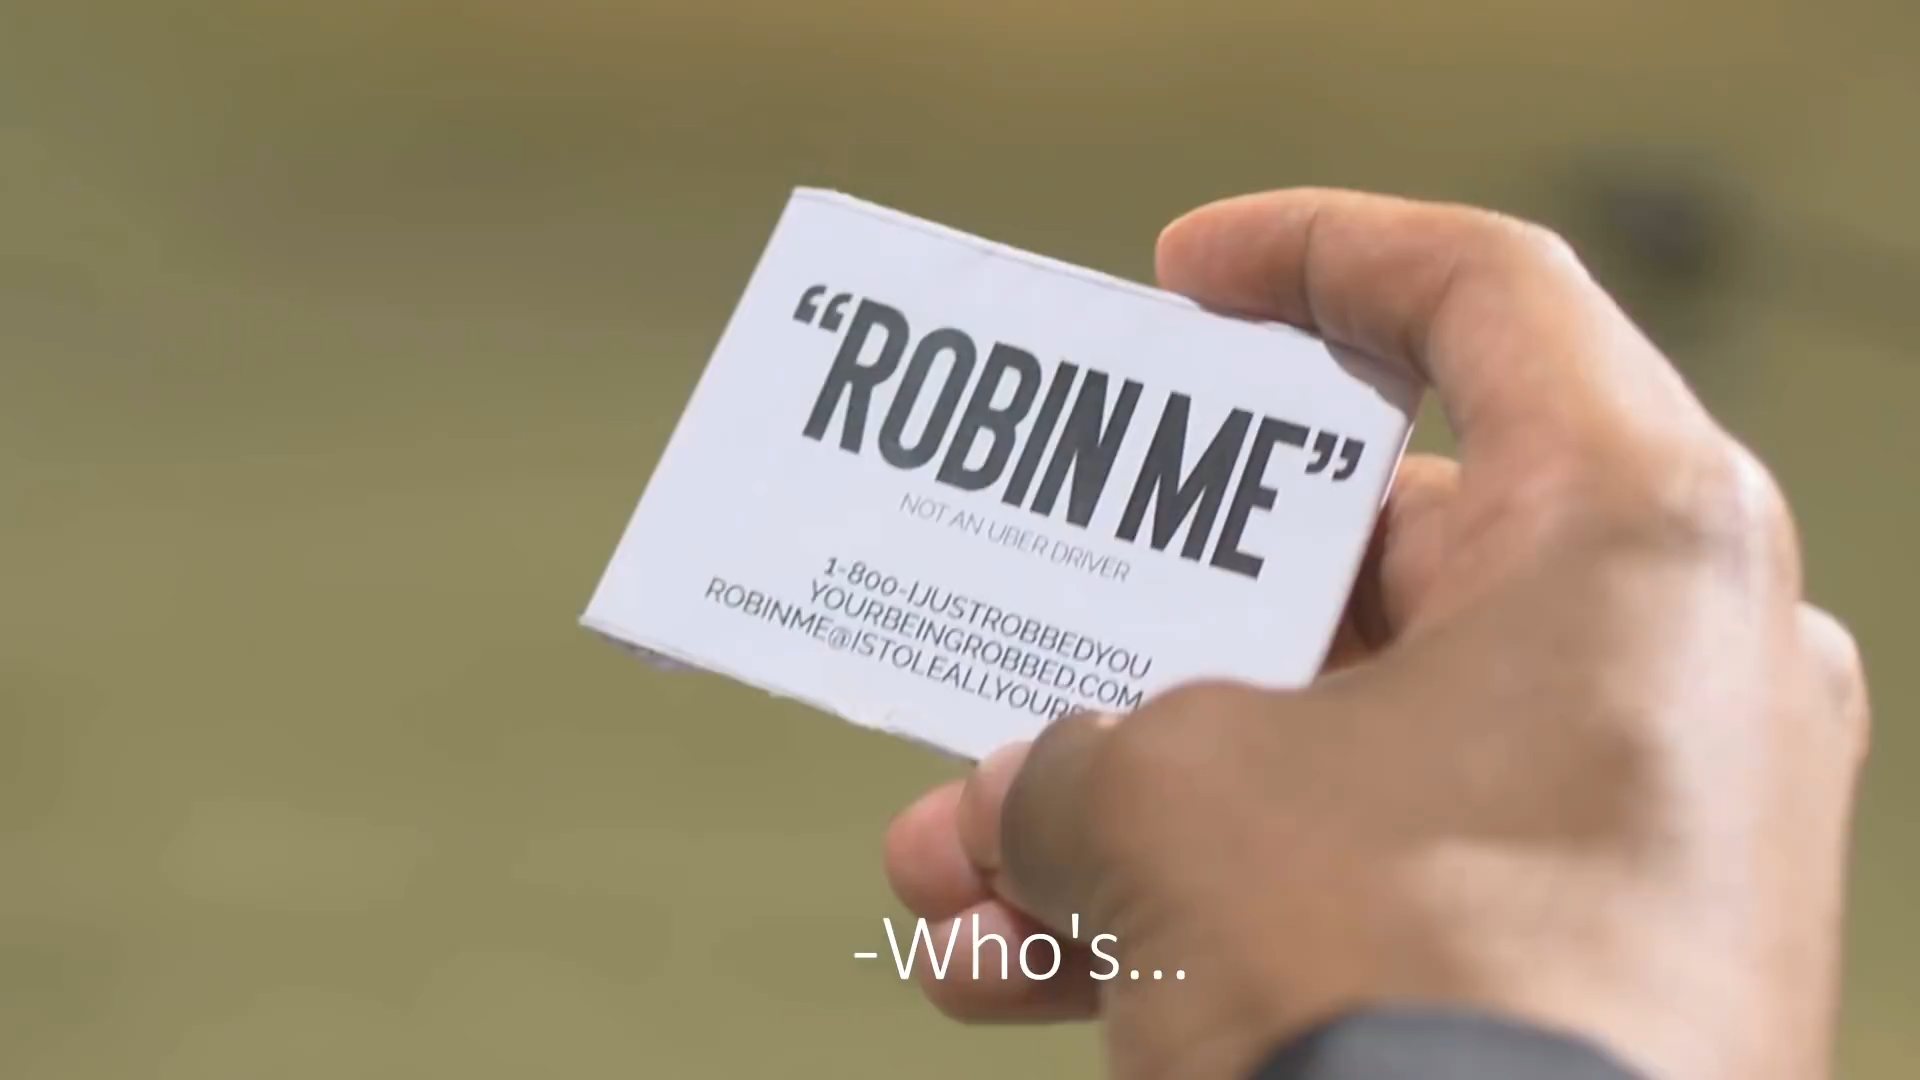 “ROBIN ME”
NOT AN UBER DRIVER
1-800-IJUSTROBBEDYOU
YOURBEINGROBBED.COM
ROBINME@ISTOLEALLYOUR
-Who's...